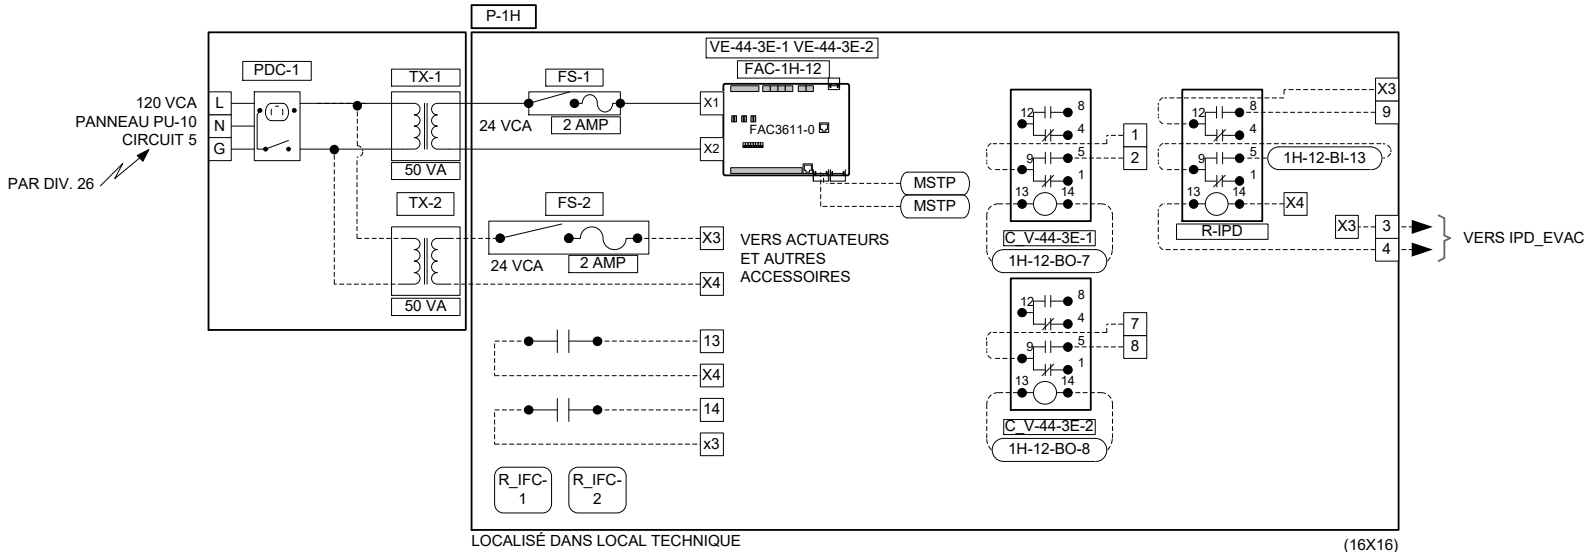 P-1H
PDC-1
120 VCA
PANNEAU PU-10
CIRCUIT 5
PAR DIV. 26
L
N
G
TX-1
50 VA
TX-2
50 VA
FS-1
24 VCA
2 AMP
FS-2
24 VCA
2 AMP
X1
X2
X3
X4
VERS ACTUATEURS
ET AUTRES
ACCESSOIRES
VE-44-3E-1 VE-44-3E-2
FAC-1H-12
FAC3611-0
MSTP
MSTP
13
X4
14
x3
R_IFC-
1
R_IFC-
2
12
8
4
9
5
1
13
14
1
2
C_V-44-3E-1
1H-12-BO-7
12
8
4
9
5
1
13
14
7
8
C_V-44-3E-2
1H-12-BO-8
12
8
4
9
5
1
13
14
R-IPD
X3
9
1H-12-BI-13
X4
X3
3
4
VERS IPD_EVAC
LOCALISÉ DANS LOCAL TECHNIQUE
(16X16)